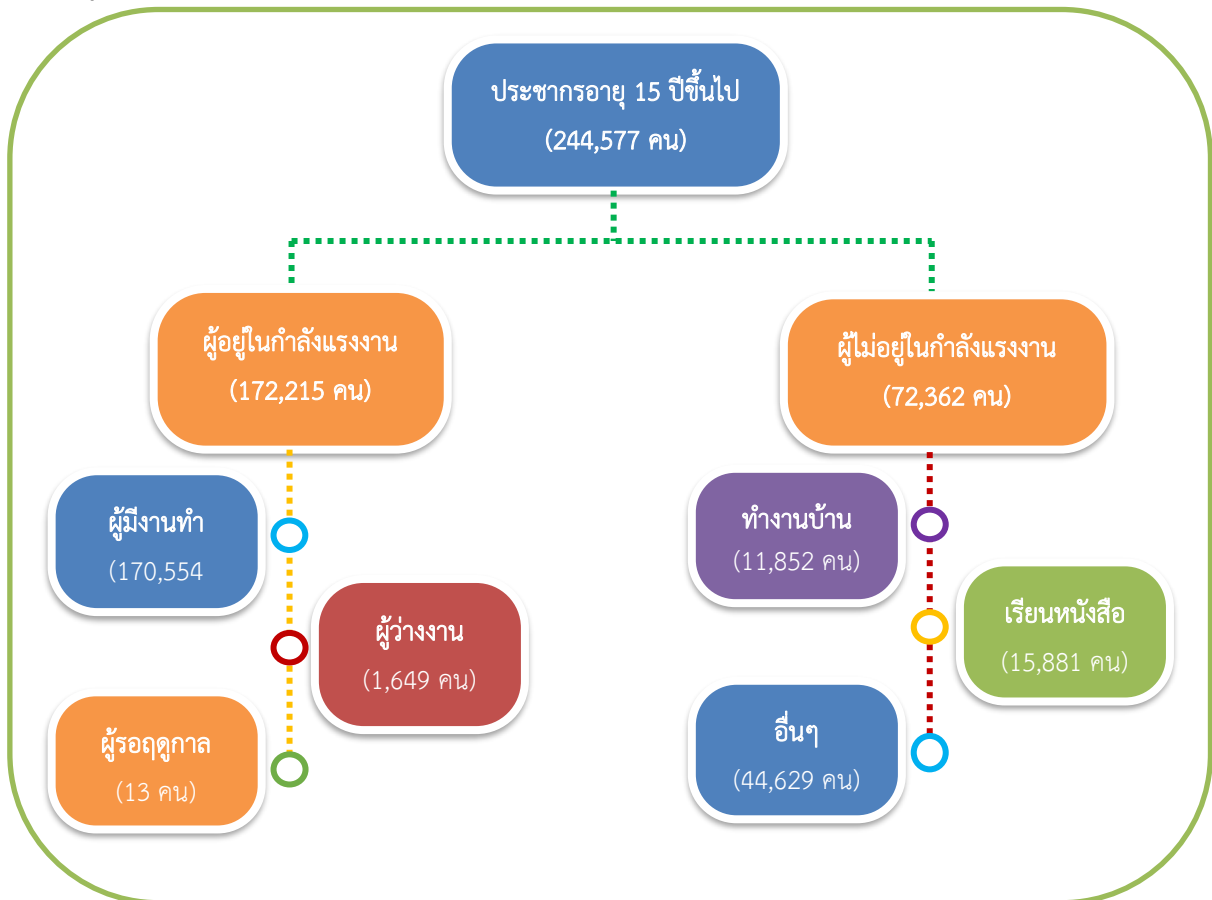 ประชากรอายุ 15 ปีขึ้นไป
(244,577 คน)
ผู้อยู่ในกำลังแรงงาน
(172,215 คน)
ผู้ไม่อยู่ในกำลังแรงงาน
(72,362 คน)
ผู้มีงานทำ
(170,554
ผู้ว่างงาน
(1,649 คน)
ผู้รอฤดูกาล
(13 คน)
ทำงานบ้าน
(11,852 คน)
เรียนหนังสือ
(15,881 คน)
อื่นๆ
(44,629 คน)